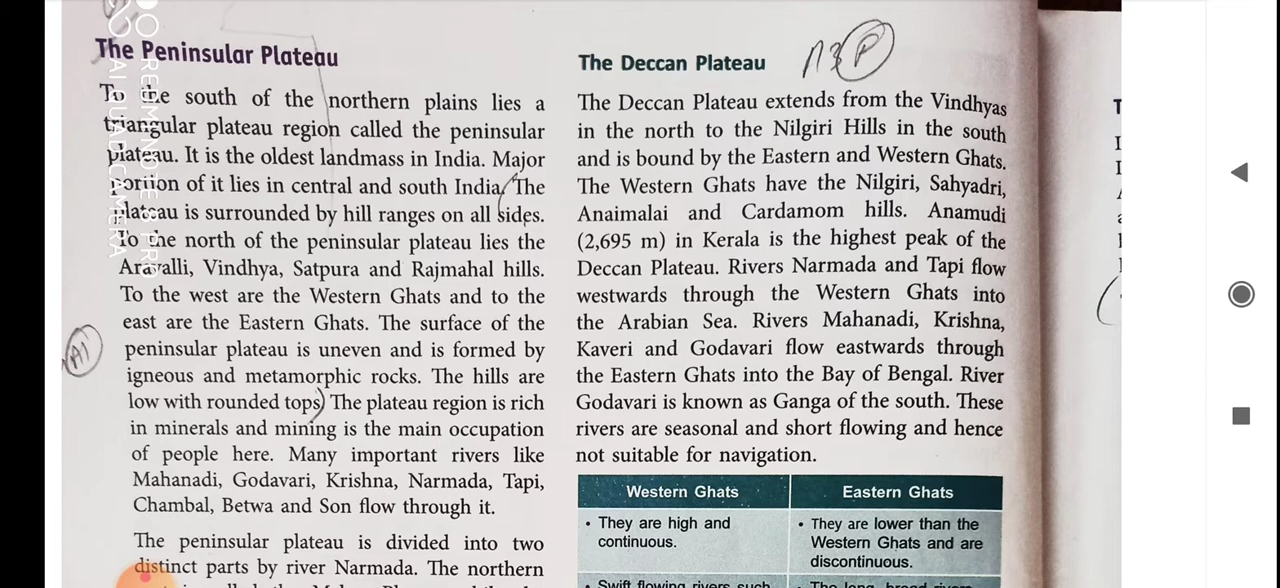 The Peninsular Plateau
To the south of the northern plains lies a
triangular plateau region called the peninsular
plateau. It is the oldest landmass in India. Major
portion of it lies in central and south India. The
plateau is surrounded by hill ranges on all sides.
To the north of the peninsular plateau lies the
Aravalli, Vindhya, Satpura and Rajmahal hills.
To the west are the Western Ghats and to the
east are the Eastern Ghats. The surface of the
peninsular plateau is uneven and is formed by
igneous and metamorphic rocks. The hills are
low with rounded tops. The plateau region is rich
in minerals and mining is the main occupation
of people here. Many important rivers like
Mahanadi, Godavari, Krishna, Narmada, Tapi,
Chambal, Betwa and Son flow through it.
The peninsular plateau is divided into two
distinct parts by river Narmada. The northern
The Deccan Plateau
The Deccan Plateau extends from the Vindhyas
in the north to the Nilgiri Hills in the south
and is bound by the Eastern and Western Ghats.
The Western Ghats have the Nilgiri, Sahyadri,
Anaimalai and Cardamom hills. Anamudi
(2,695 m) in Kerala is the highest peak of the
Deccan Plateau. Rivers Narmada and Tapi flow
westwards through the Western Ghats into
the Arabian Sea. Rivers Mahanadi, Krishna,
Kaveri and Godavari flow eastwards through
the Eastern Ghats into the Bay of Bengal. River
Godavari is known as Ganga of the south. These
rivers are seasonal and short flowing and hence
not suitable for navigation.
Western Ghats
• They are high and
continuous.
• Swift flowing rivers such
Eastern Ghats
• They are lower than the
Western Ghats and are
discontinuous.
REDMI NOTE 8 PRO
AI QUAD CAMERA